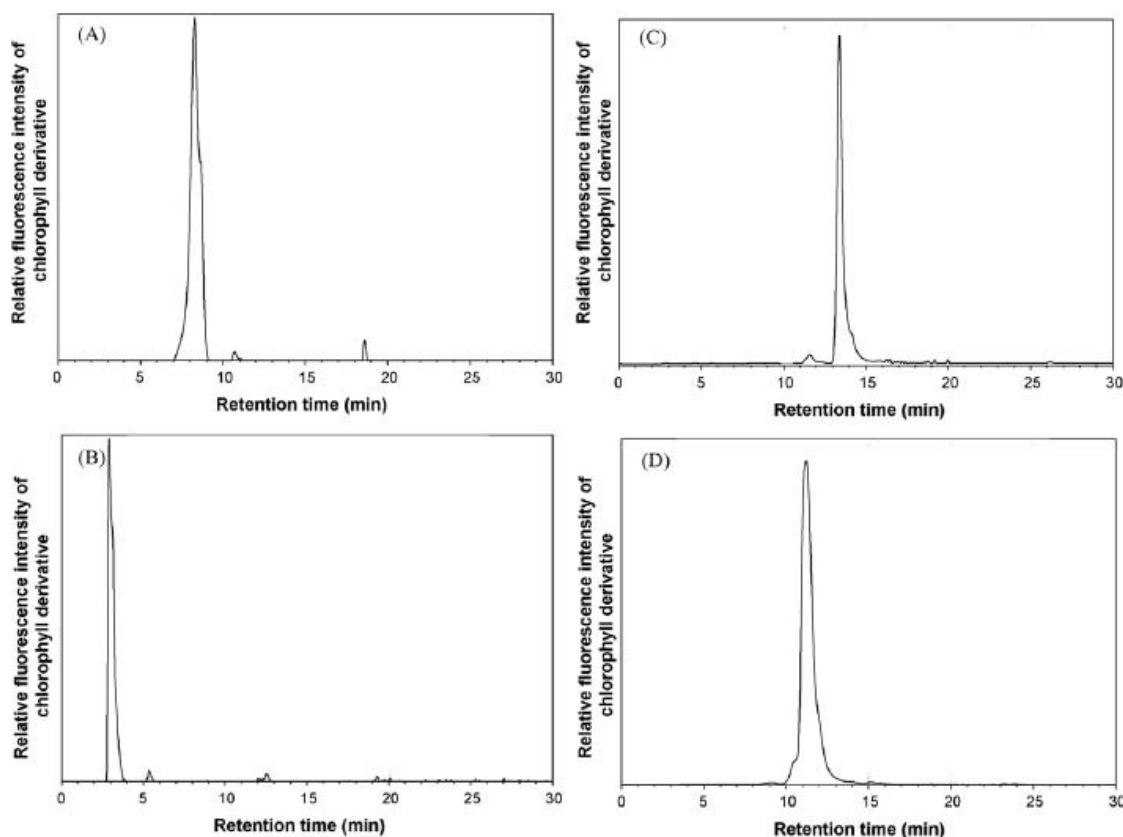 (A)
Relative fluorescence intensity of
chlorophyll derivative
0 5 10 15 20 25 30
Retention time (min)
(B)
Relative fluorescence intensity of
chlorophyll derivative
0 5 10 15 20 25 30
Retention time (min)
(C)
Relative fluorescence intensity of
chlorophyll derivative
0 5 10 15 20 25 30
Retention time (min)
(D)
Relative fluorescence intensity of
chlorophyll derivative
0 5 10 15 20 25 30
Retention time (min)